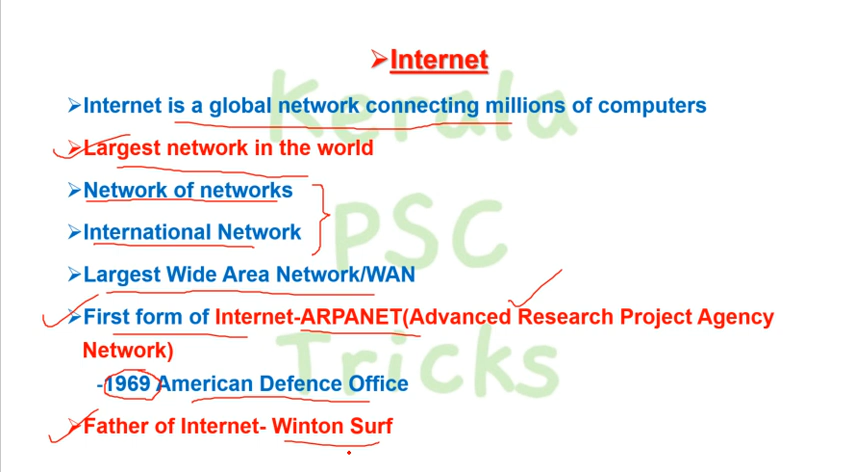 ➢Internet
➢Internet is a global network connecting millions of computers
➢Largest network in the world
➢Network of networks
➢International Network
➢Largest Wide Area Network/WAN
➢First form of Internet-ARPANET(Advanced Research Project Agency
Network)
-1969 American Defence Office
➢Father of Internet- Winton Surf
Kerala
PSC
Tricks